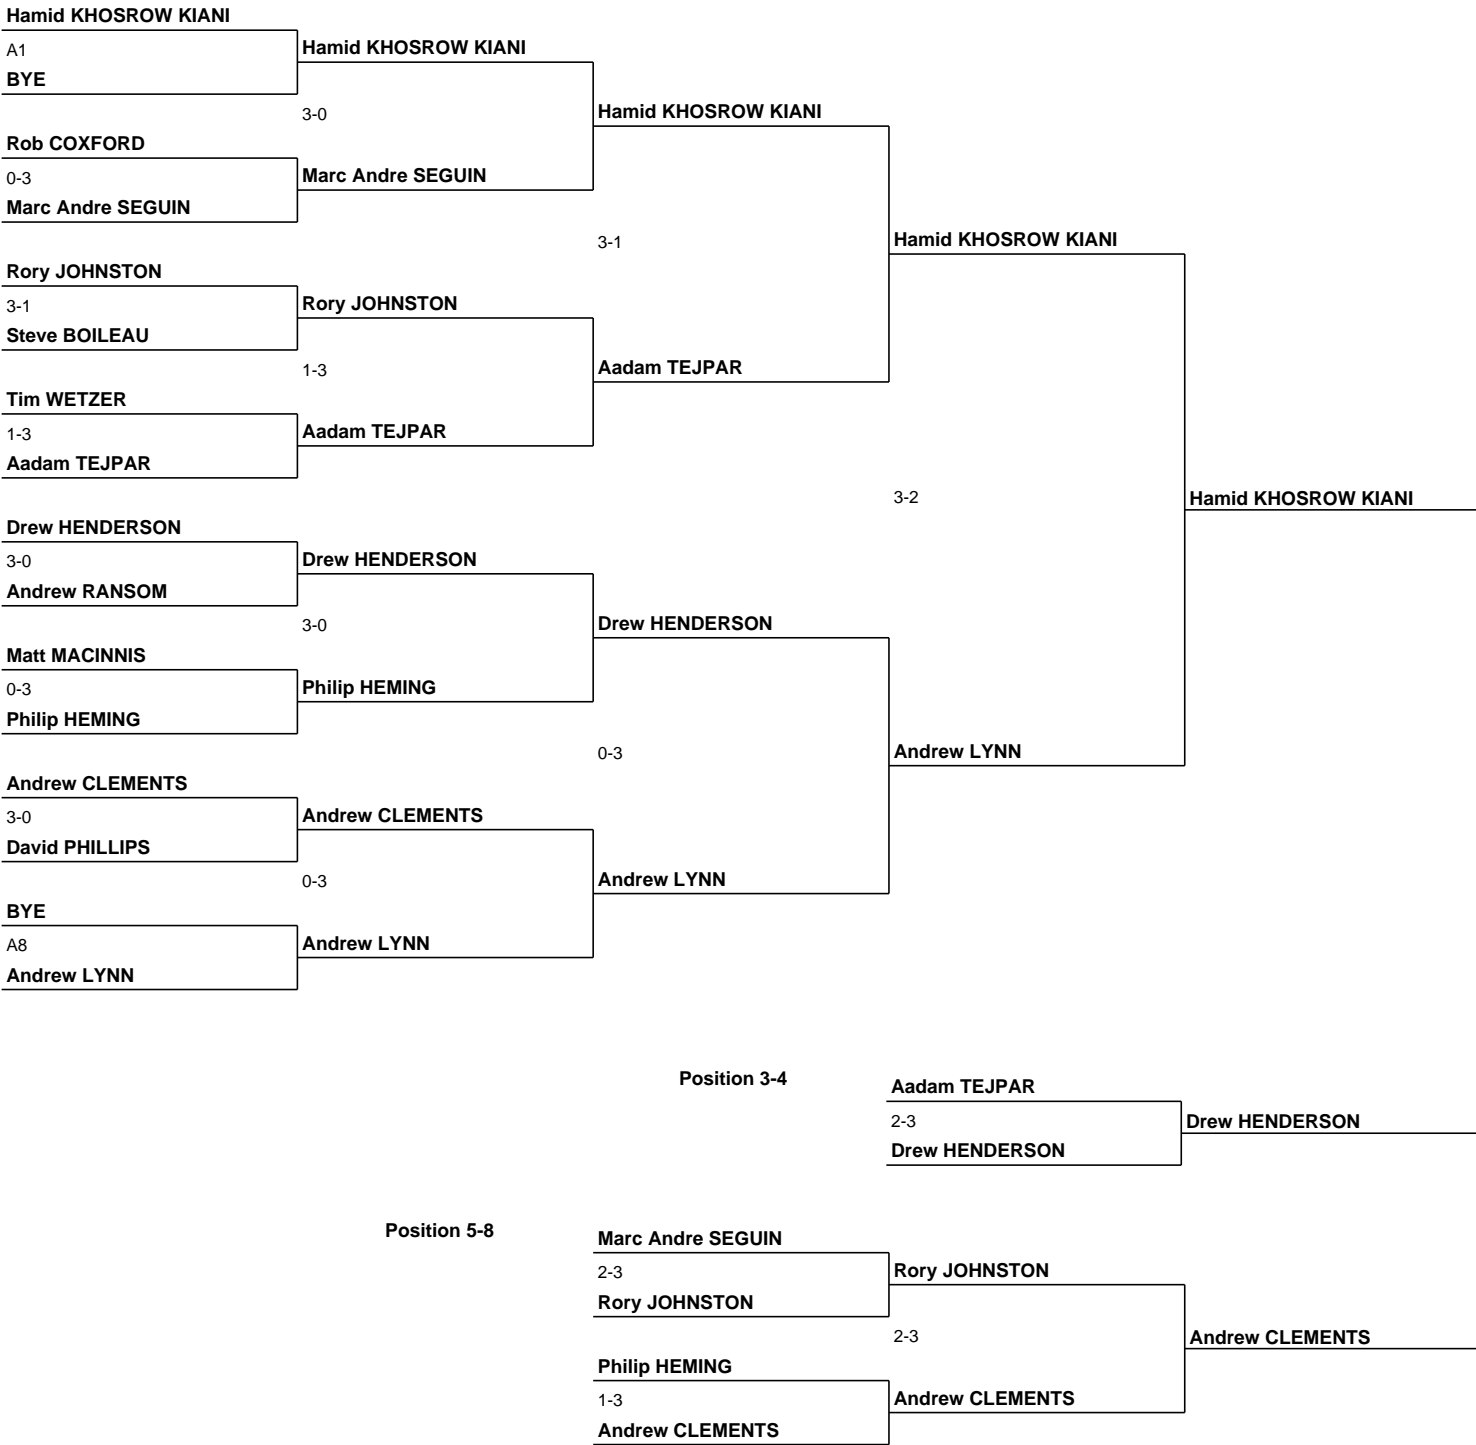 Hamid KHOSROW KIANI
A1
Hamid KHOSROW KIANI
BYE
3-0
Hamid KHOSROW KIANI
Rob COXFORD
0-3
Marc Andre SEGUIN
Marc Andre SEGUIN
3-1
Hamid KHOSROW KIANI
Rory JOHNSTON
3-1
Rory JOHNSTON
Steve BOILEAU
1-3
Aadam TEJPAR
Tim WETZER
1-3
Aadam TEJPAR
Aadam TEJPAR
3-2
Hamid KHOSROW KIANI
Drew HENDERSON
3-0
Drew HENDERSON
Andrew RANSOM
3-0
Drew HENDERSON
Matt MACINNIS
0-3
Philip HEMING
Philip HEMING
0-3
Andrew LYNN
Andrew CLEMENTS
3-0
Andrew CLEMENTS
David PHILLIPS
0-3
Andrew LYNN
BYE
A8
Andrew LYNN
Andrew LYNN
Position 3-4
Aadam TEJPAR
2-3
Drew HENDERSON
Drew HENDERSON
Position 5-8
Marc Andre SEGUIN
2-3
Rory JOHNSTON
Rory JOHNSTON
2-3
Andrew CLEMENTS
Philip HEMING
1-3
Andrew CLEMENTS
Andrew CLEMENTS